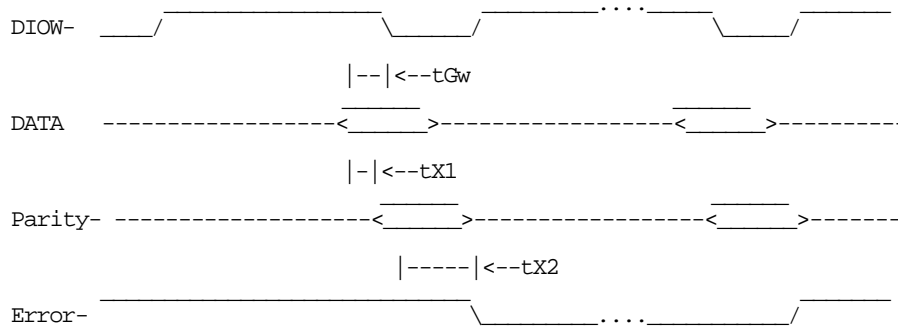 DIOW-
....
|--|<--tGw
DATA
|-|<--tX1
Parity-
|-----|<--tX2
Error-
....